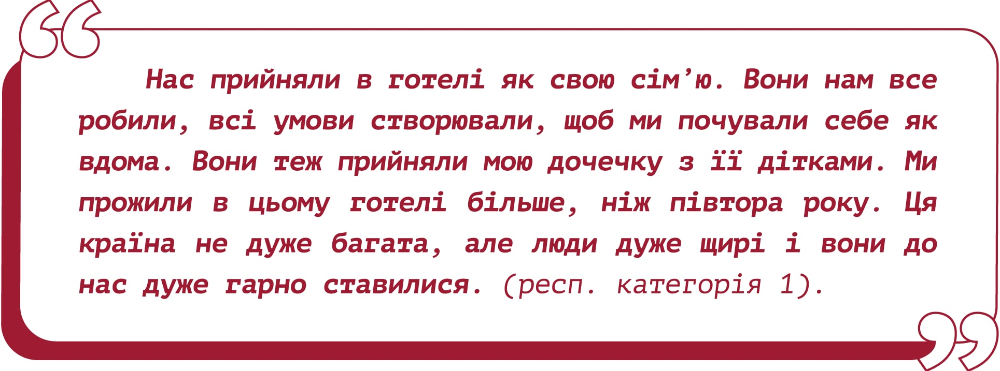 Нас прийняли в готелі як свою сім’ю. Вони нам все
робили, всі умови створювали, щоб ми почували себе як
вдома. Вони теж прийняли мою дочечку з її дітками. Ми
прожили в цьому готелі більше, ніж півтора року. Ця
країна не дуже багата, але люди дуже щирі і вони до
нас дуже гарно ставилися. (респ. категорія 1).